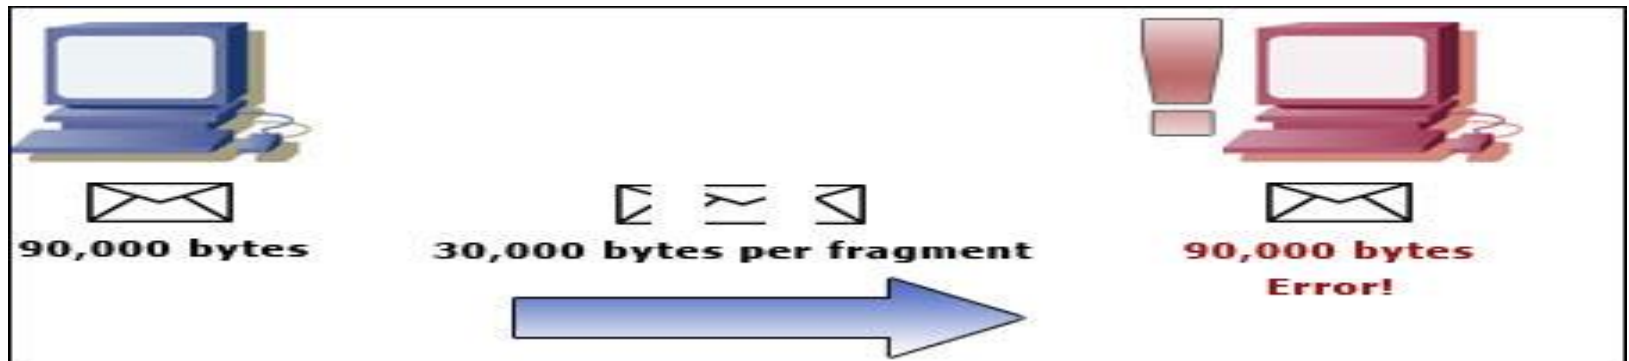 90,000 bytes
30,000 bytes per fragment
90,000 bytes
Error!